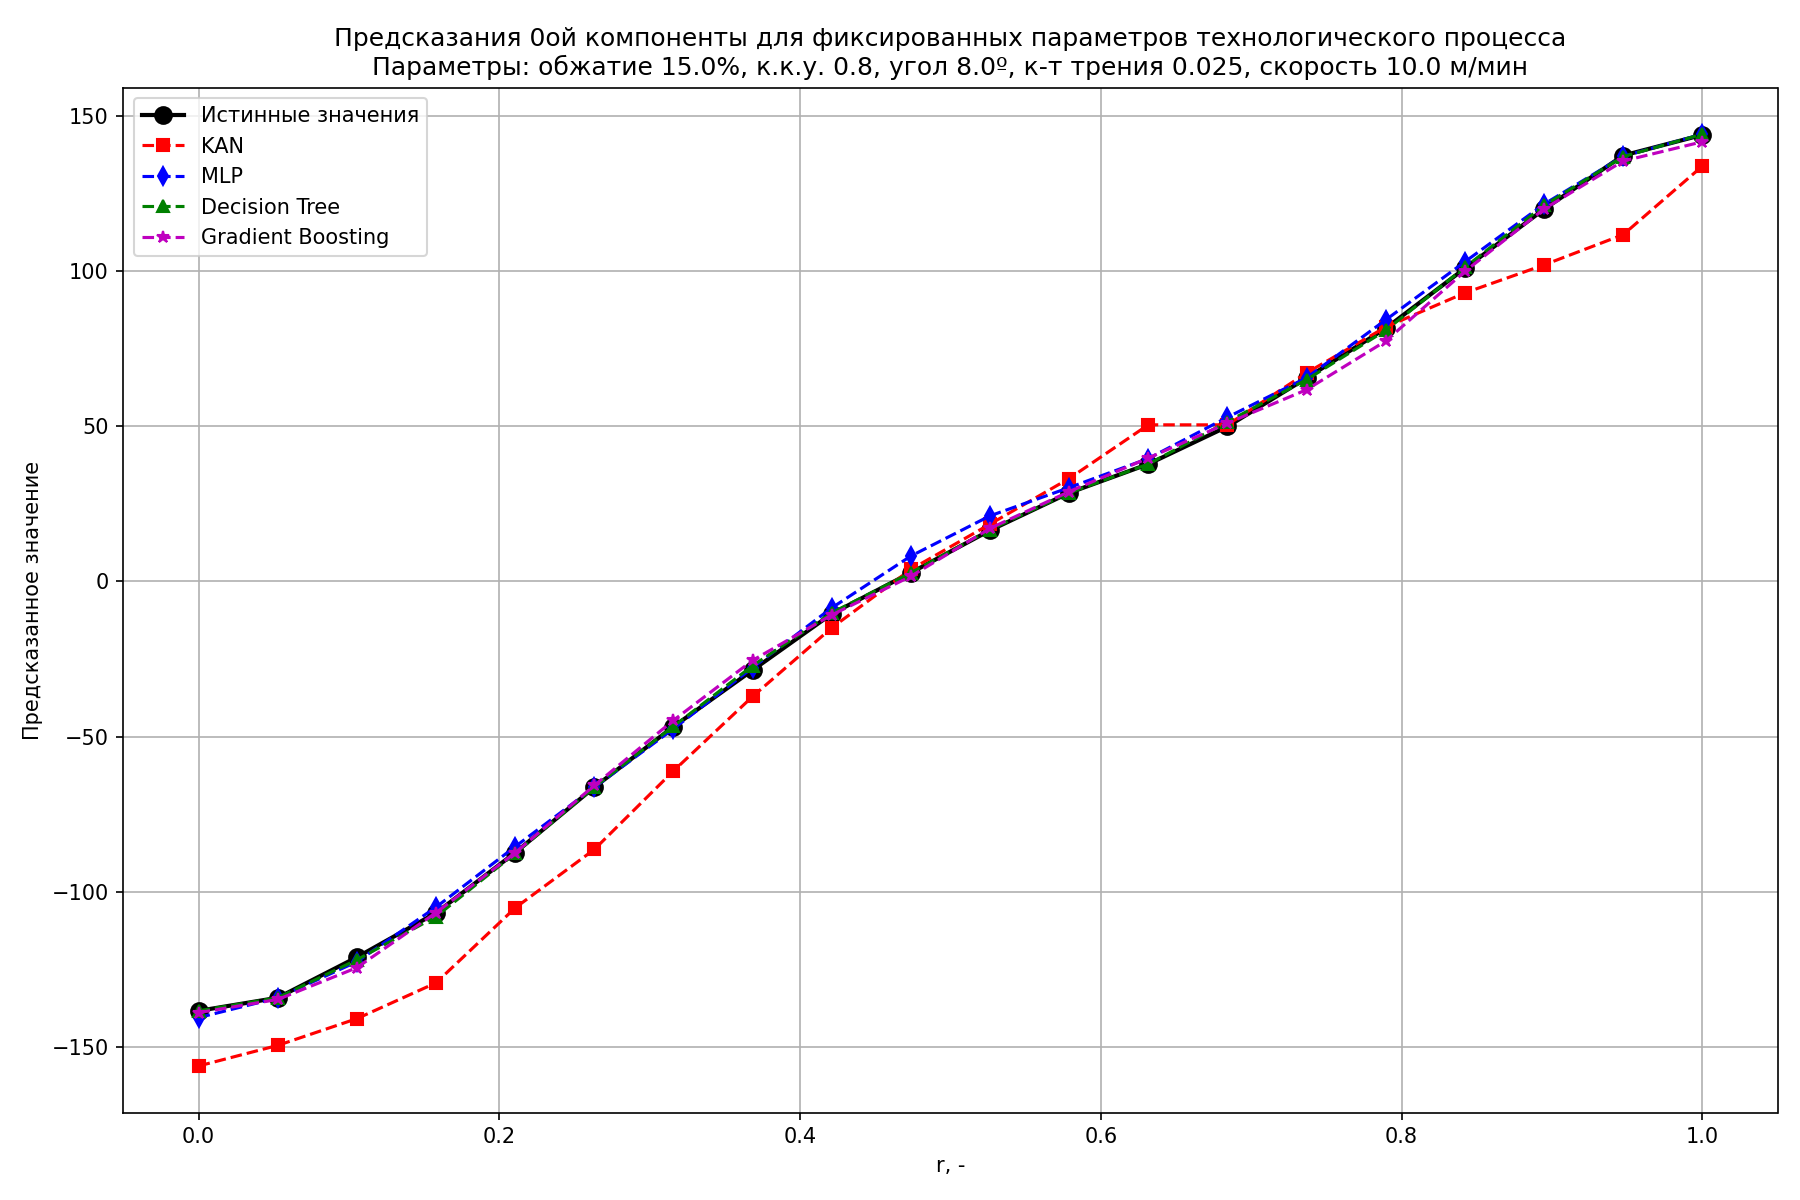 Предсказания 0ой компоненты для фиксированных параметров технологического процесса
Параметры: обжатие 15.0%, к.к.у. 0.8, угол 8.0º, к-т трения 0.025, скорость 10.0 м/мин
Истинные значения
KAN
MLP
Decision Tree
Gradient Boosting
Предсказанное значение
150
100
50
0
−50
−100
−150
0.0 0.2 0.4 0.6 0.8 1.0
r, -